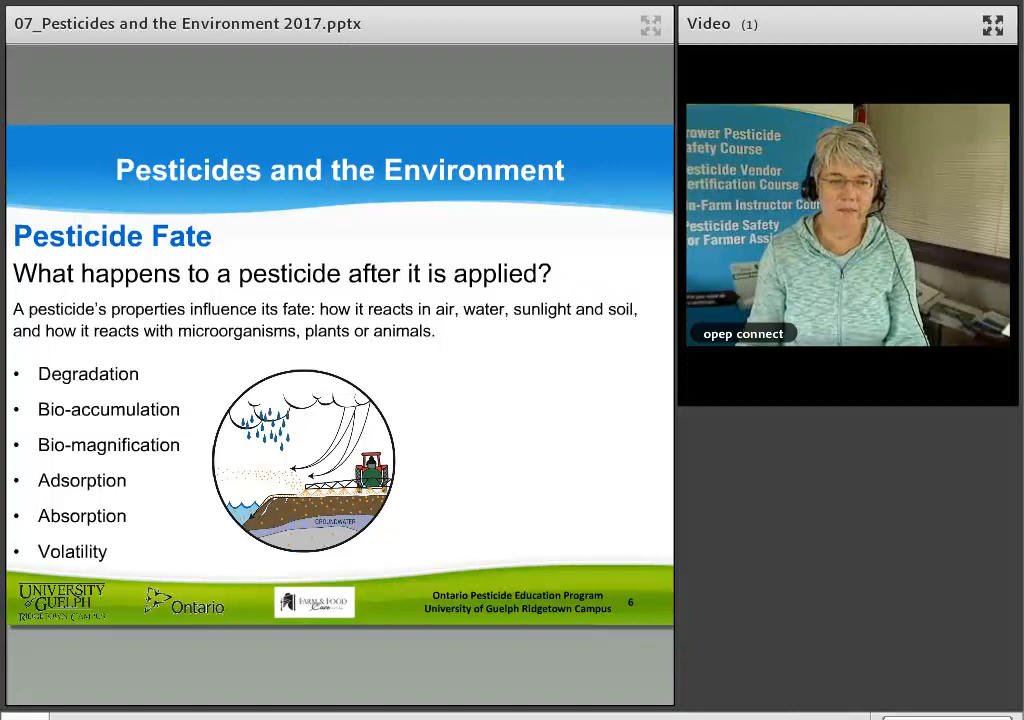 07_Pesticides and the Environment 2017.pptx
Video (1)
Pesticides and the Environment
Pesticide Fate
What happens to a pesticide after it is applied?
A pesticide's properties influence its fate: how it reacts in air, water, sunlight and soil,
and how it reacts with microorganisms, plants or animals.
• Degradation
• Bio-accumulation
• Bio-magnification
• Adsorption
• Absorption
• Volatility
GROUNDWATER
UNIVERSITY
OF GUELPH
RIDGETOWN CAMPUS
Ontario
FARM & FOOD
Care
Ontario Pesticide Education Program
University of Guelph Ridgetown Campus
6
rower Pesticide
afety Course
esticide Vendor
ertification Course
n-Farm Instructor Cou
Pesticide Safety
or Farmer Assi
opep connect